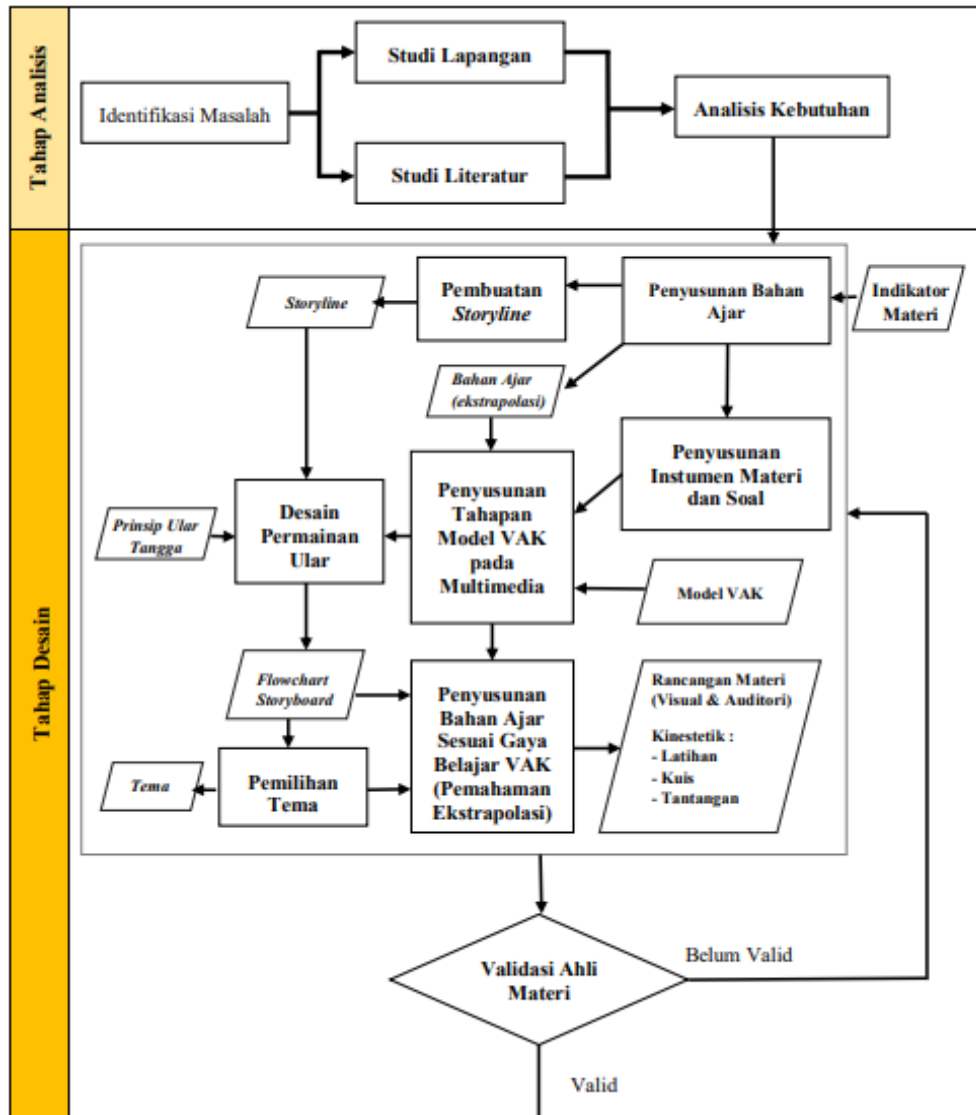 Tahap Analisis
Studi Lapangan
Identifikasi Masalah
Analisis Kebutuhan
Studi Literatur
Tahap Desain
Storyline
Pembuatan
Storyline
Penyusunan Bahan
Ajar
Indikator
Materi
Bahan Ajar
(ekstrapolasi)
Penyusunan
Instumen Materi
dan Soal
Prinsip Ular
Tangga
Desain
Permainan
Ular
Penyusunan
Tahapan
Model VAK
pada
Multimedia
Model VAK
Flowchart
Storyboard
Penyusunan
Bahan Ajar
Sesuai Gaya
Belajar VAK
(Pemahaman
Ekstrapolasi)
Rancangan Materi
(Visual & Auditori)
Kinestetik :
- Latihan
- Kuis
- Tantangan
Tema
Pemilihan
Tema
Validasi Ahli
Materi
Belum Valid
Valid